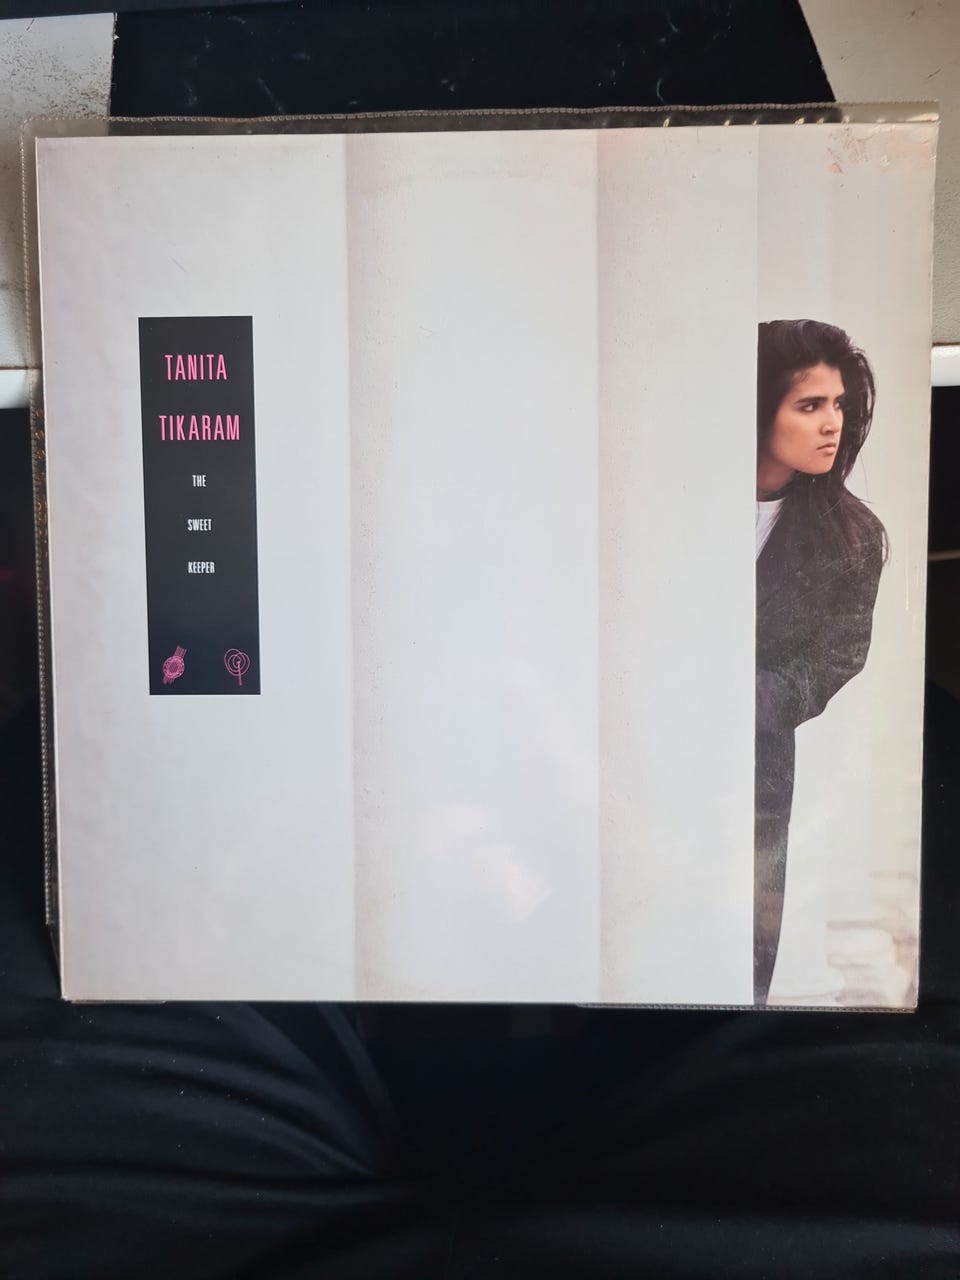 TANITA
TIKARAM
THE
SWEET
KEEPER